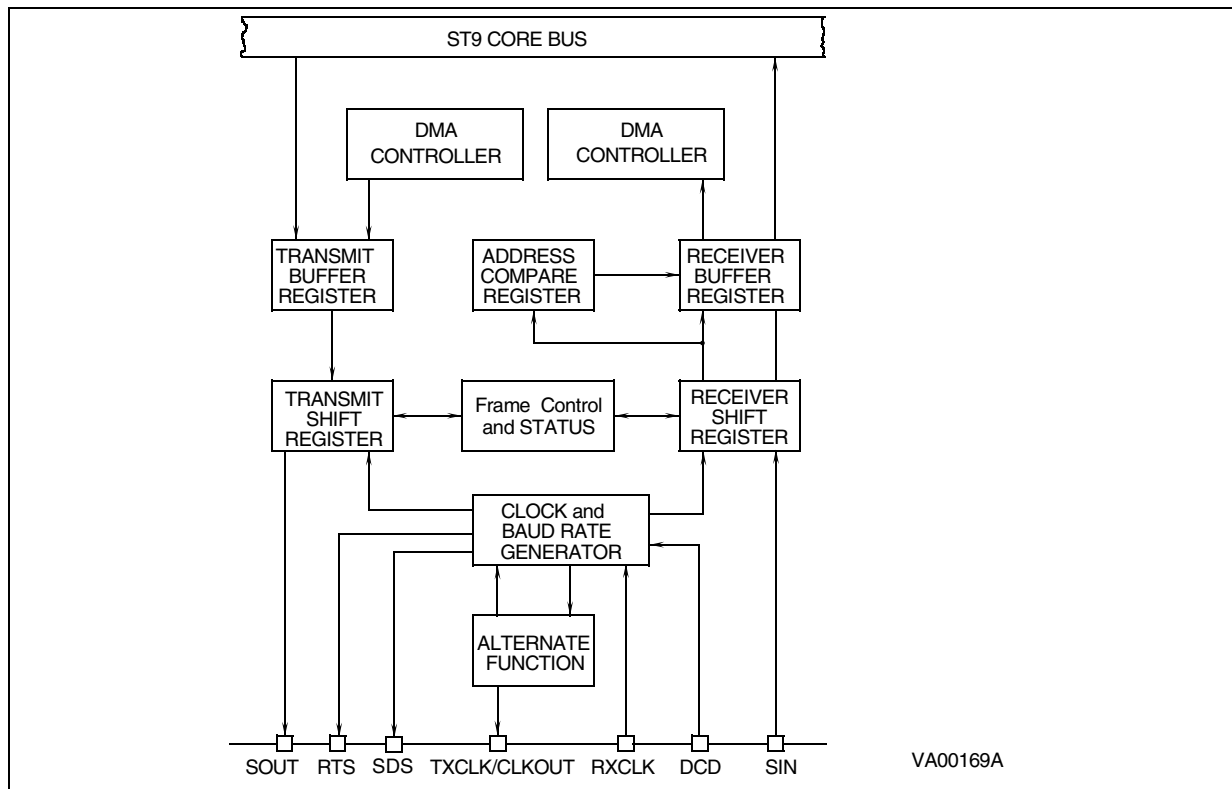 ST9 CORE BUS
DMA
CONTROLLER
DMA
CONTROLLER
TRANSMIT
BUFFER
REGISTER
ADDRESS
COMPARE
REGISTER
RECEIVER
BUFFER
REGISTER
TRANSMIT
SHIFT
REGISTER
Frame Control
and STATUS
RECEIVER
SHIFT
REGISTER
CLOCK and
BAUD RATE
GENERATOR
ALTERNATE
FUNCTION
SOUT RTS SDS TXCLK/CLKOUT RXCLK DCD SIN
VA00169A